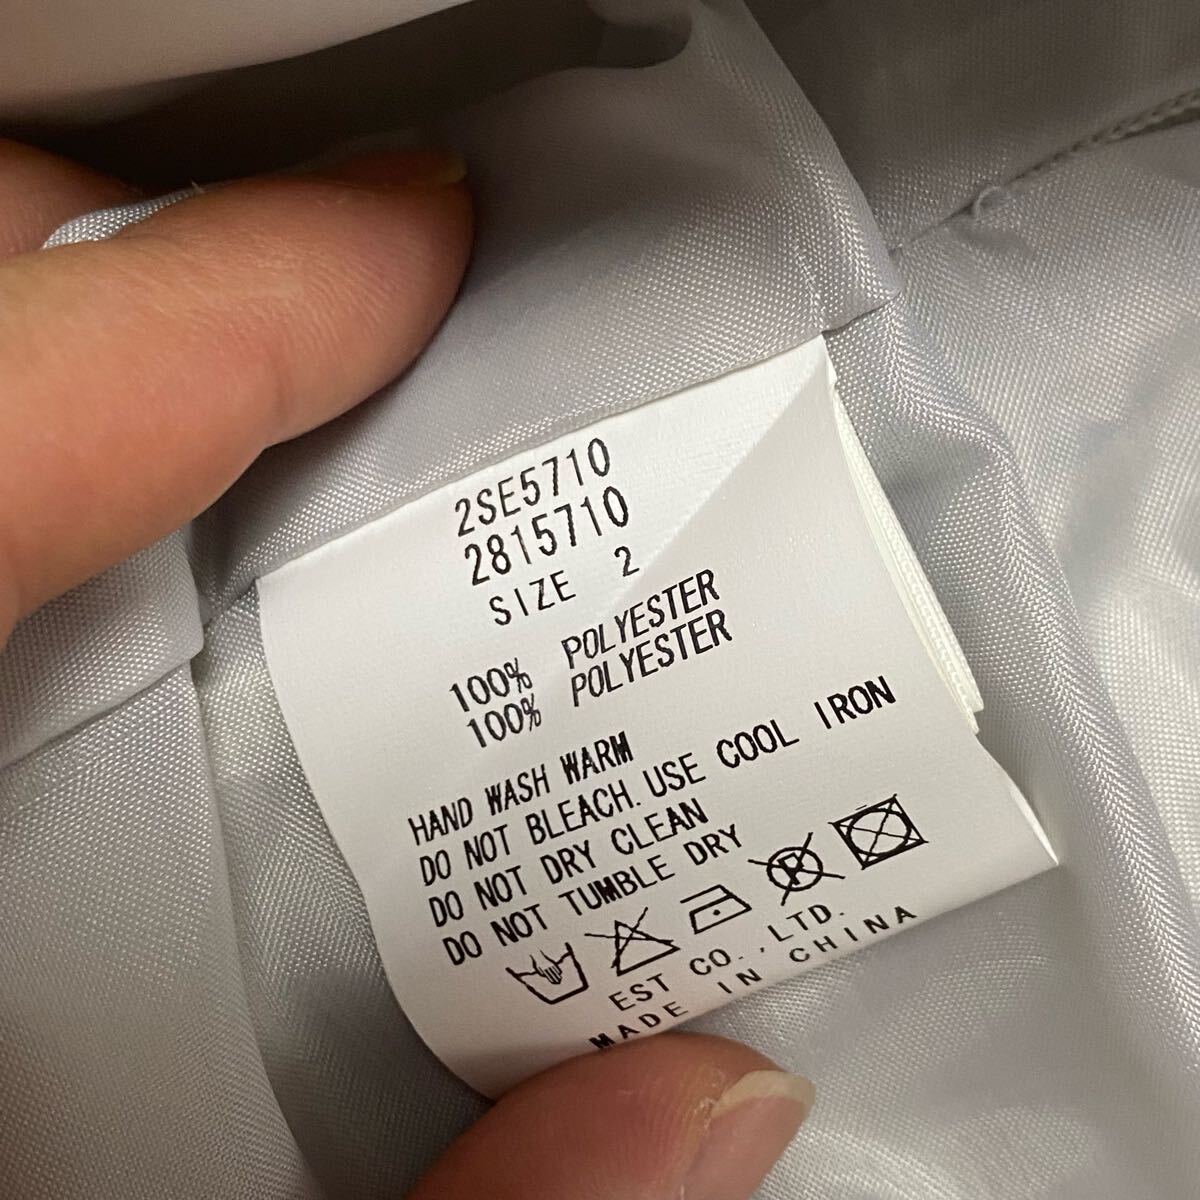 2SE5710
2815710
SIZE 2
100% POLYESTER
100% POLYESTER
HAND WASH WARM
DO NOT BLEACH. USE COOL IRON
DO NOT DRY CLEAN
DO NOT TUMBLE DRY
P
EST CO.,LTD.
MADE IN CHINA